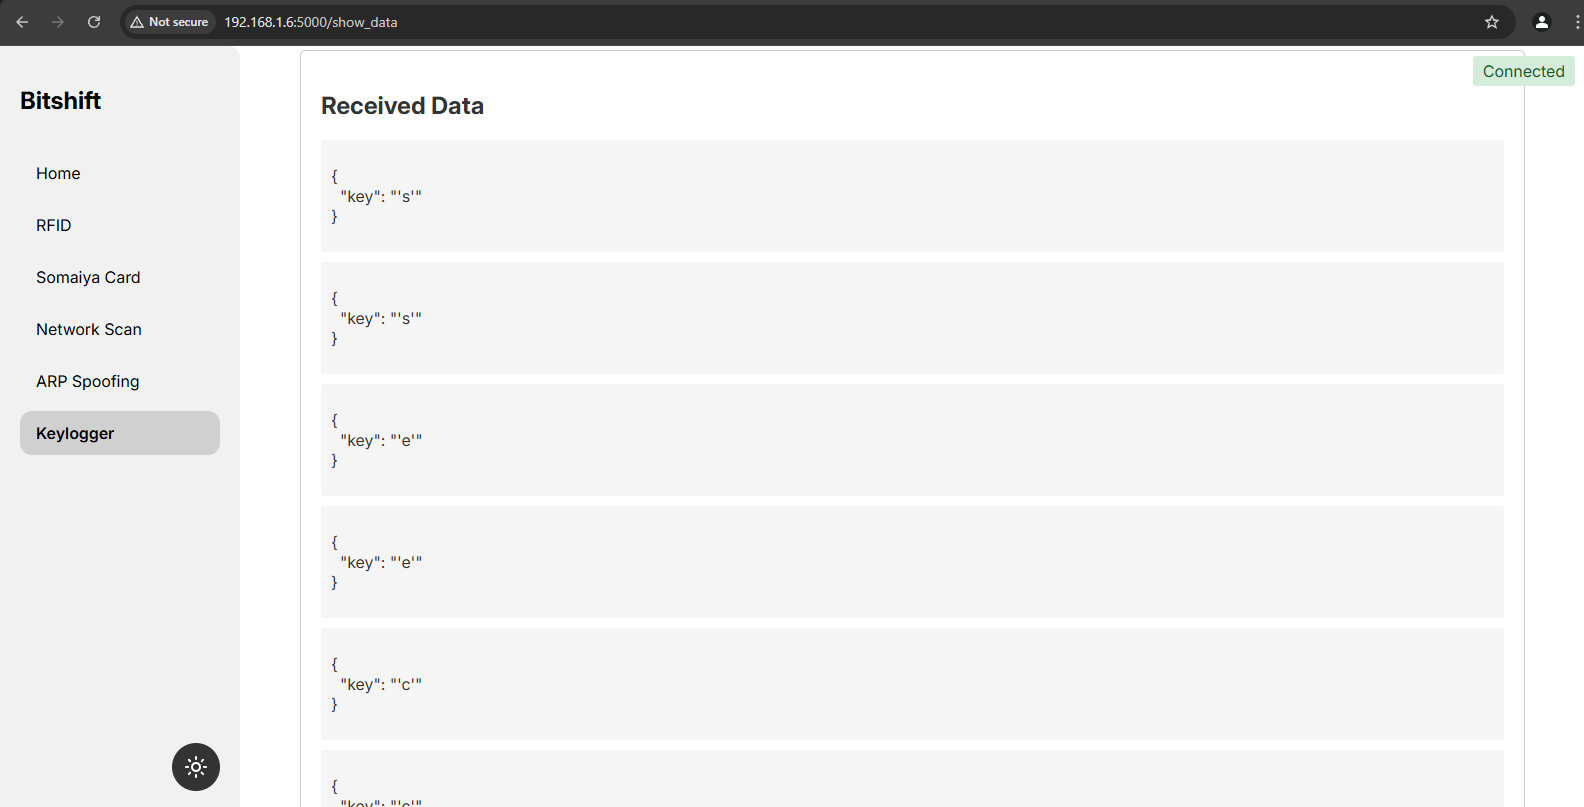 Not secure
192.168.1.6:5000/show_data
Connected
Bitshift
Home
RFID
Somaiya Card
Network Scan
ARP Spoofing
Keylogger
Received Data
{
"key": "'s'"
}
{
"key": "'s'"
}
{
"key": "'e'"
}
{
"key": "'e'"
}
{
"key": "'c'"
}
{